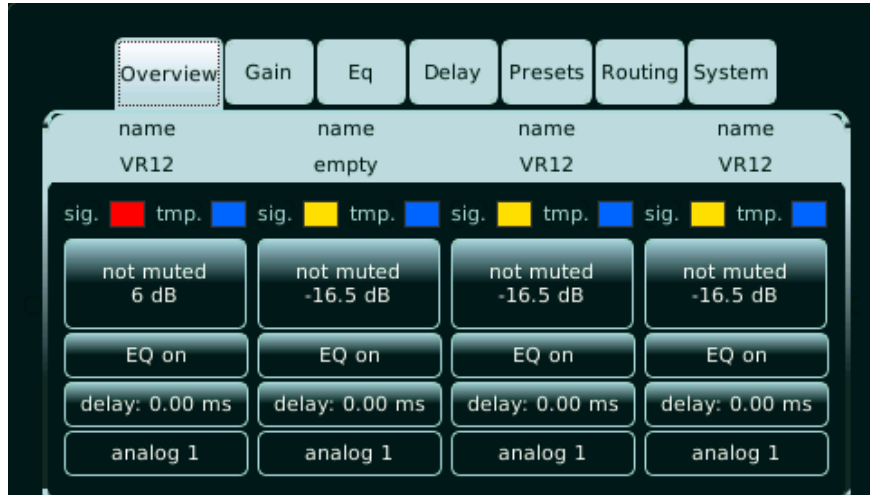 Overview Gain Eq Delay Presets Routing System
name name name name
VR12 empty VR12 VR12
sig. tmp. sig. tmp. sig. tmp. sig. tmp.
not muted not muted not muted not muted
6 dB -16.5 dB -16.5 dB -16.5 dB
EQ on EQ on EQ on EQ on
delay: 0.00 ms delay: 0.00 ms delay: 0.00 ms delay: 0.00 ms
analog 1 analog 1 analog 1 analog 1